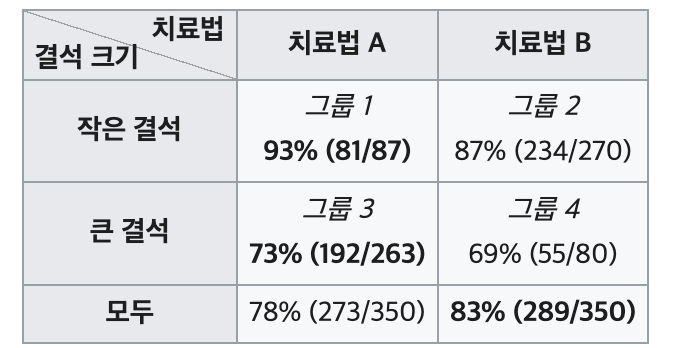 치료법
결석 크기
치료법 A
치료법 B
작은 결석
그룹 1
93% (81/87)
그룹 2
87% (234/270)
큰 결석
그룹 3
73% (192/263)
그룹 4
69% (55/80)
모두
78% (273/350)
83% (289/350)